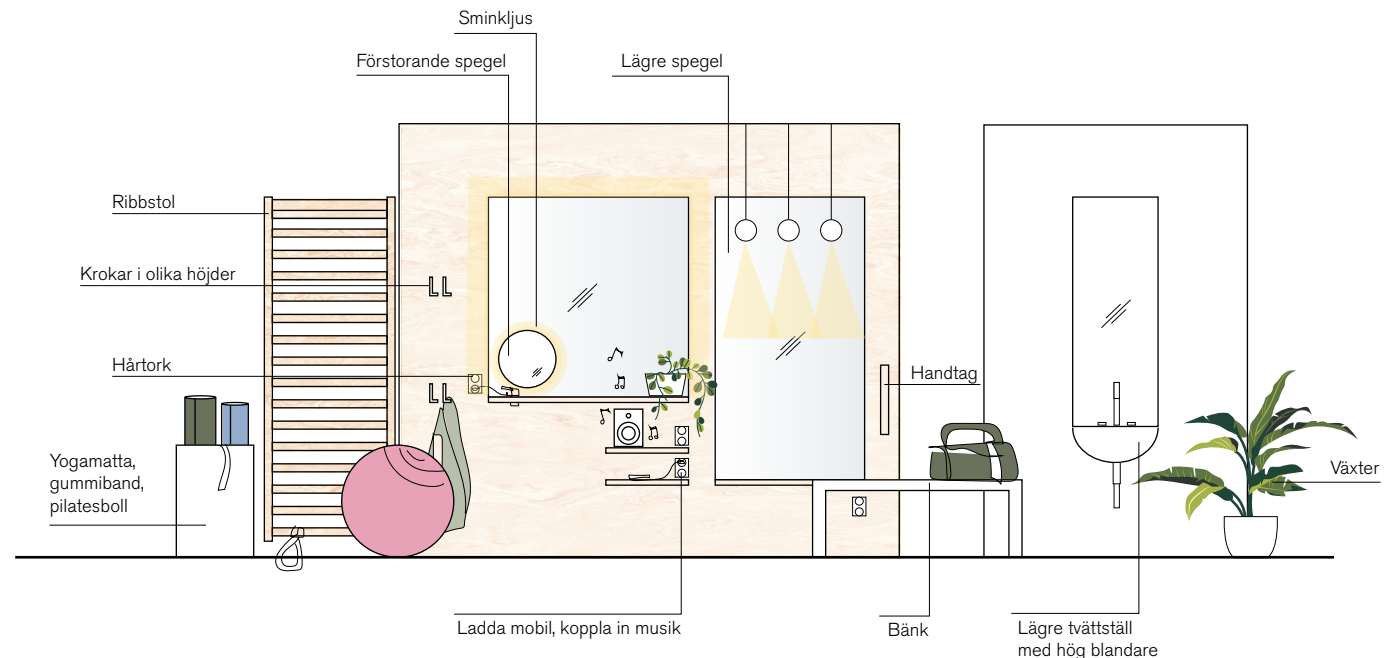 Sminkljus
Förstorande spegel
Lägre spegel
Ribbstol
Krokar i olika höjder
Hårtork
Handtag
Yogamatta,
gummiband,
pilatesboll
Växter
Ladda mobil, koppla in musik
Bänk
Lägre tvättställ
med hög blandare